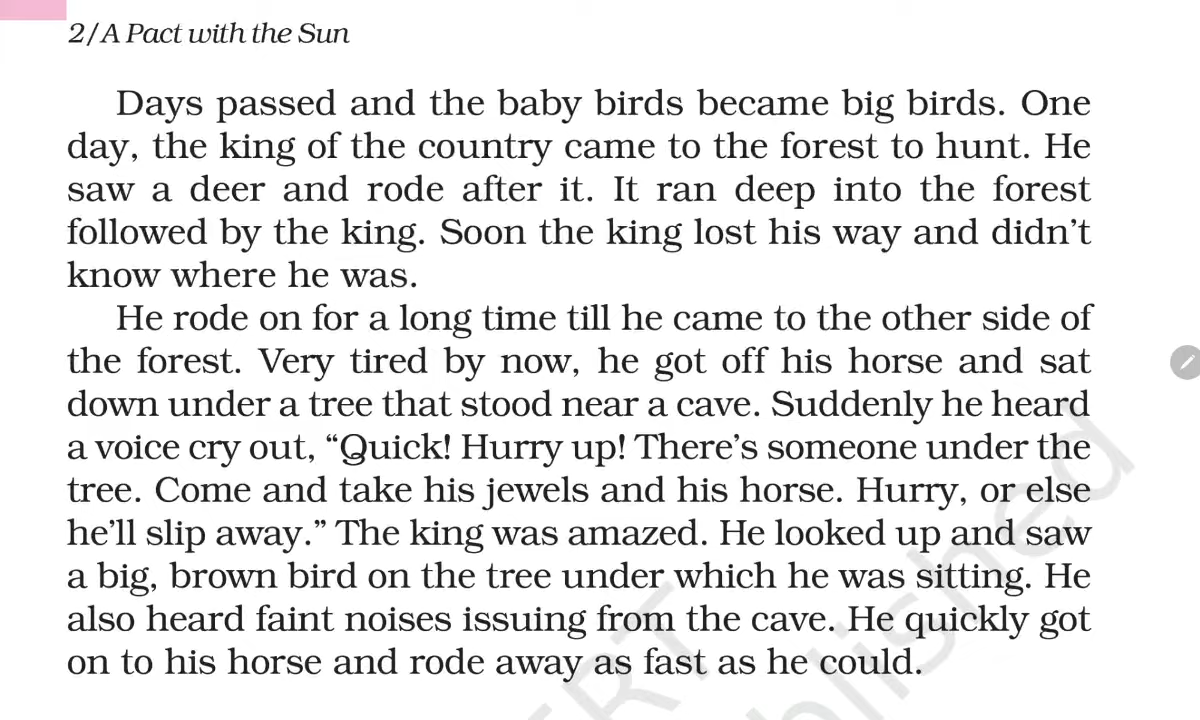 2/A Pact with the Sun
Days passed and the baby birds became big birds. One
day, the king of the country came to the forest to hunt. He
saw a deer and rode after it. It ran deep into the forest
followed by the king. Soon the king lost his way and didn’t
know where he was.
He rode on for a long time till he came to the other side of
the forest. Very tired by now, he got off his horse and sat
down under a tree that stood near a cave. Suddenly he heard
a voice cry out, “Quick! Hurry up! There’s someone under the
tree. Come and take his jewels and his horse. Hurry, or else
he’ll slip away.” The king was amazed. He looked up and saw
a big, brown bird on the tree under which he was sitting. He
also heard faint noises issuing from the cave. He quickly got
on to his horse and rode away as fast as he could.